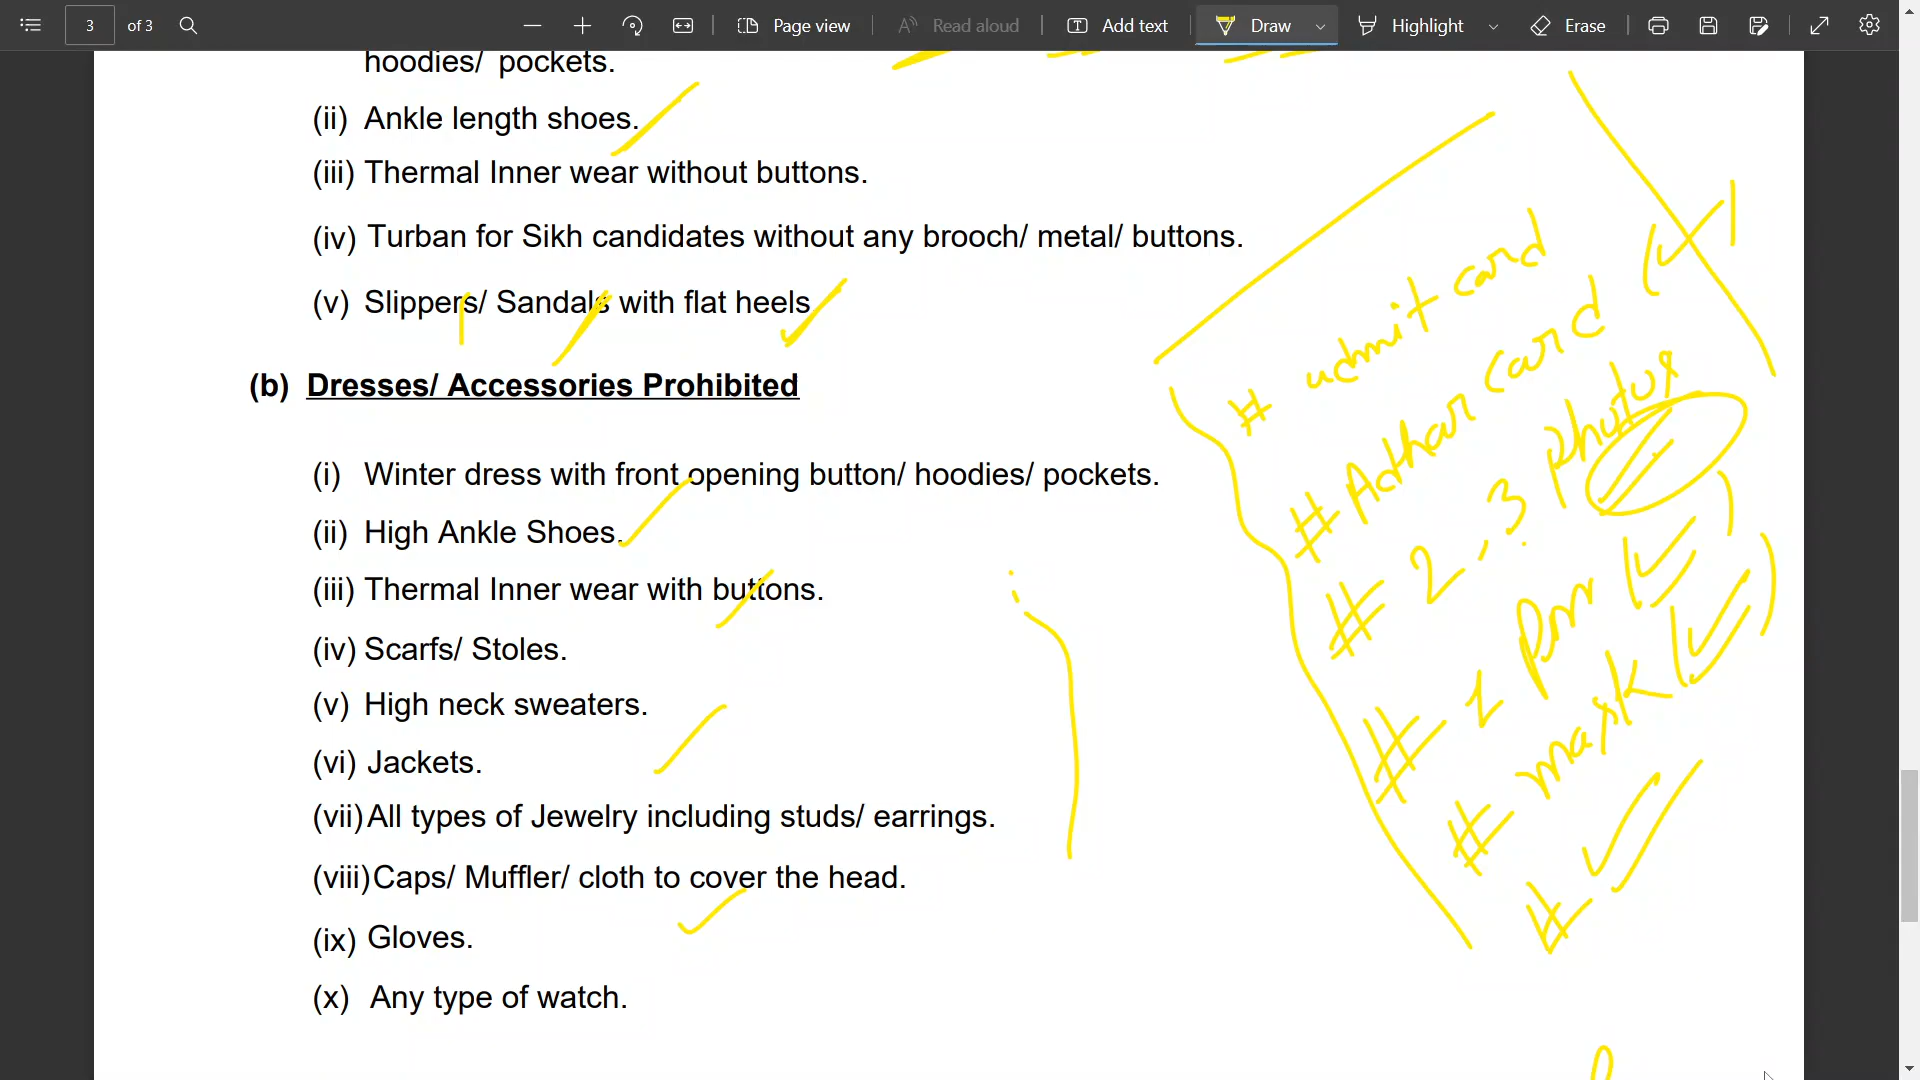 3 of 3 Page view Read aloud Add text Draw Highlight Erase
hoodies/ pockets.
(ii) Ankle length shoes.
(iii) Thermal Inner wear without buttons.
(iv) Turban for Sikh candidates without any brooch/ metal/ buttons.
(v) Slippers/ Sandals with flat heels
(b) Dresses/ Accessories Prohibited
(i) Winter dress with front opening button/ hoodies/ pockets.
(ii) High Ankle Shoes.
(iii) Thermal Inner wear with buttons.
(iv) Scarfs/ Stoles.
(v) High neck sweaters.
(vi) Jackets.
(vii) All types of Jewelry including studs/ earrings.
(viii) Caps/ Muffler/ cloth to cover the head.
(ix) Gloves.
(x) Any type of watch.
# admit card
# Adhar card
# 2, 3 photos
# 2 pm
# mask
#